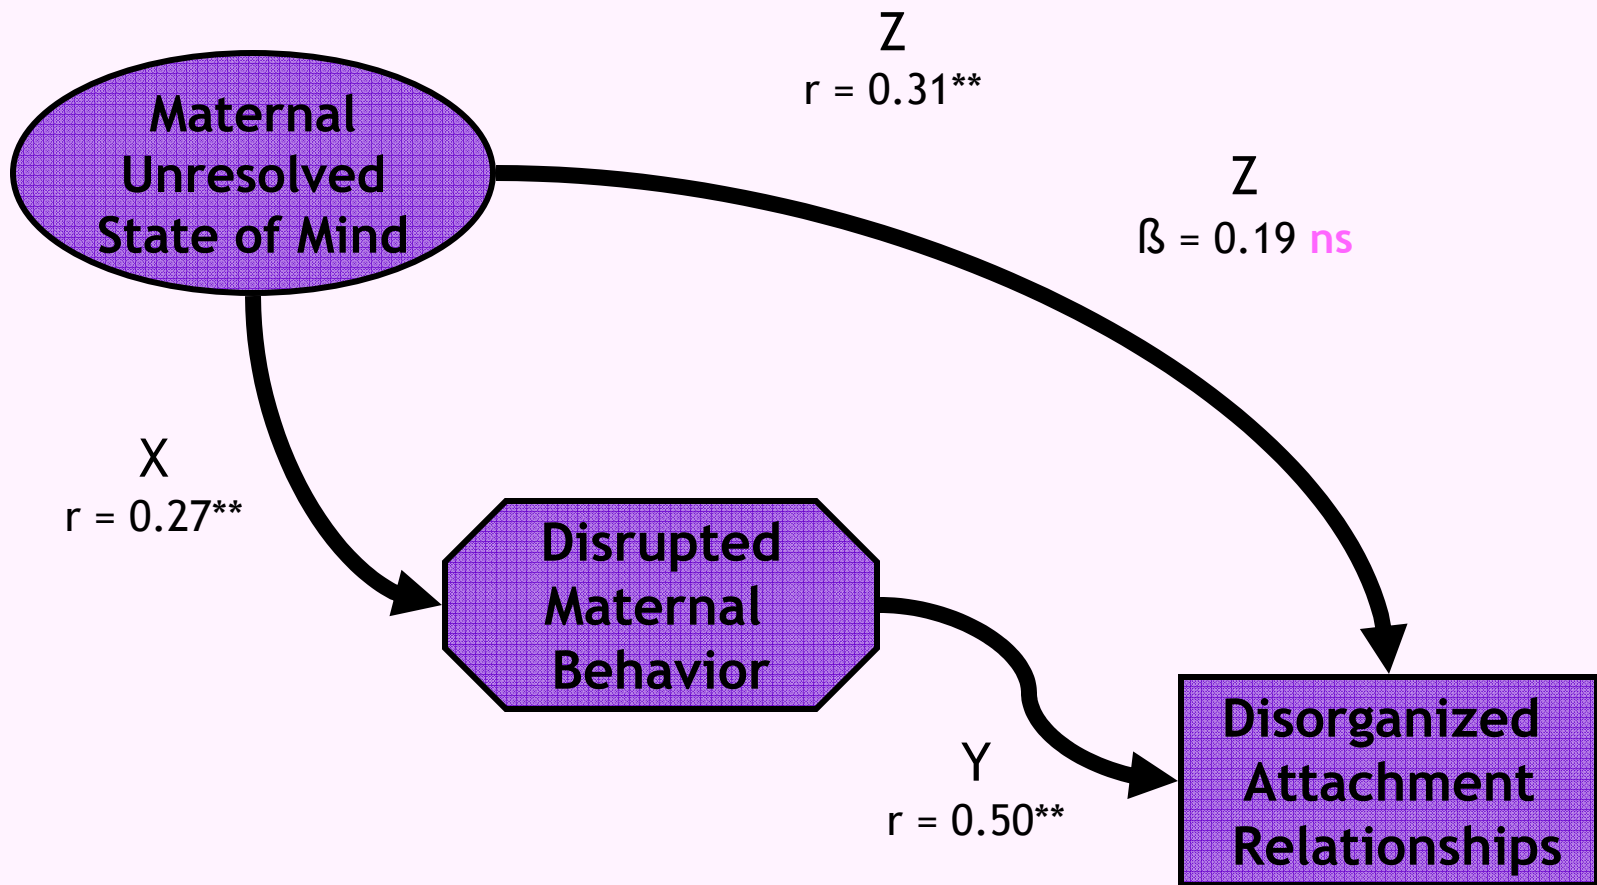 Z
r = 0.31**
Maternal
Unresolved
State of Mind
Z
ß = 0.19 ns
X
r = 0.27**
Disrupted
Maternal
Behavior
Y
r = 0.50**
Disorganized
Attachment
Relationships